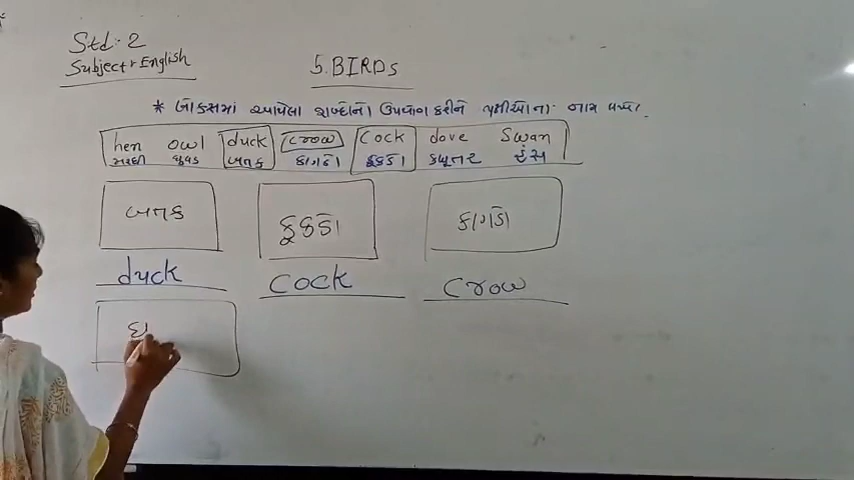 Std:-2
Subject:- English
5. BIRDs
* બોક્સમાં આપેલા શબ્દોનો ઉપયોગ કરીને પક્ષીઓના નામ લખો.
hen owl duck crow Cock dove Swan
મરઘી ઘુવડ બતક કાગડો કુકડો કબૂતર હંસ
બતક કુકડો કાગડો
duck Cock Crow
ઘ